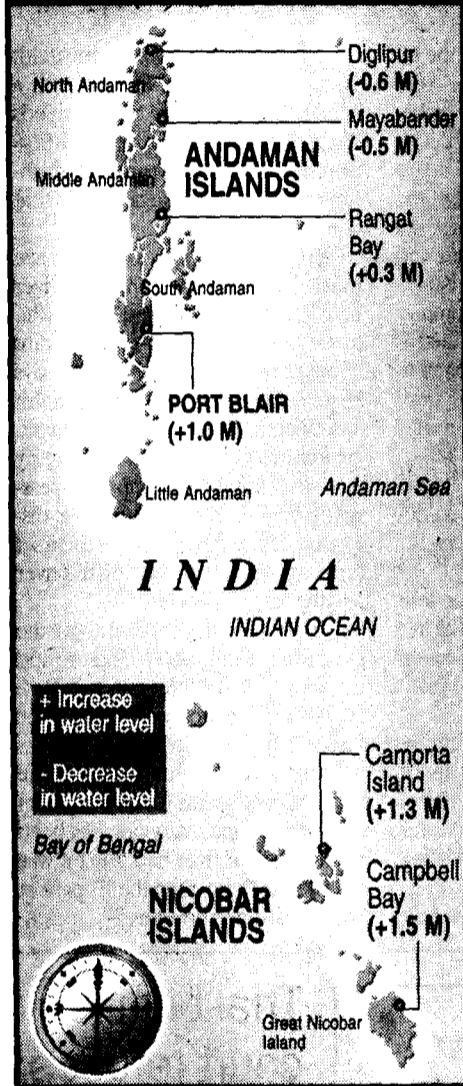 Diglipur
(-0.6 M)
North Andaman
Mayabander
(-0.5 M)
ANDAMAN
ISLANDS
Middle Andaman
Rangat
Bay
(+0.3 M)
South Andaman
PORT BLAIR
(+1.0 M)
Little Andaman
Andaman Sea
INDIA
INDIAN OCEAN
+ Increase
in water level
- Decrease
in water level
Camorta
Island
(+1.3 M)
Bay of Bengal
Campbell
Bay
(+1.5 M)
NICOBAR
ISLANDS
Great Nicobar
Ialand